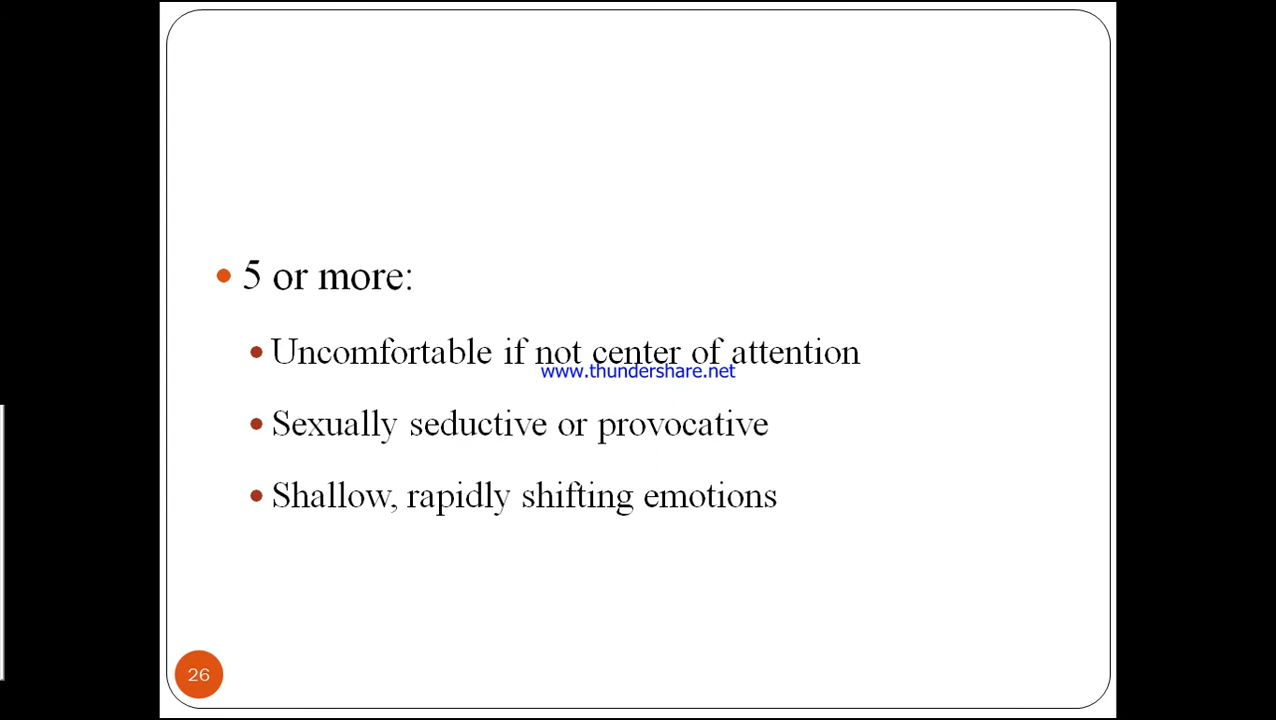 5 or more:
Uncomfortable if not center of attention
www.thundershare.net
Sexually seductive or provocative
Shallow, rapidly shifting emotions
26